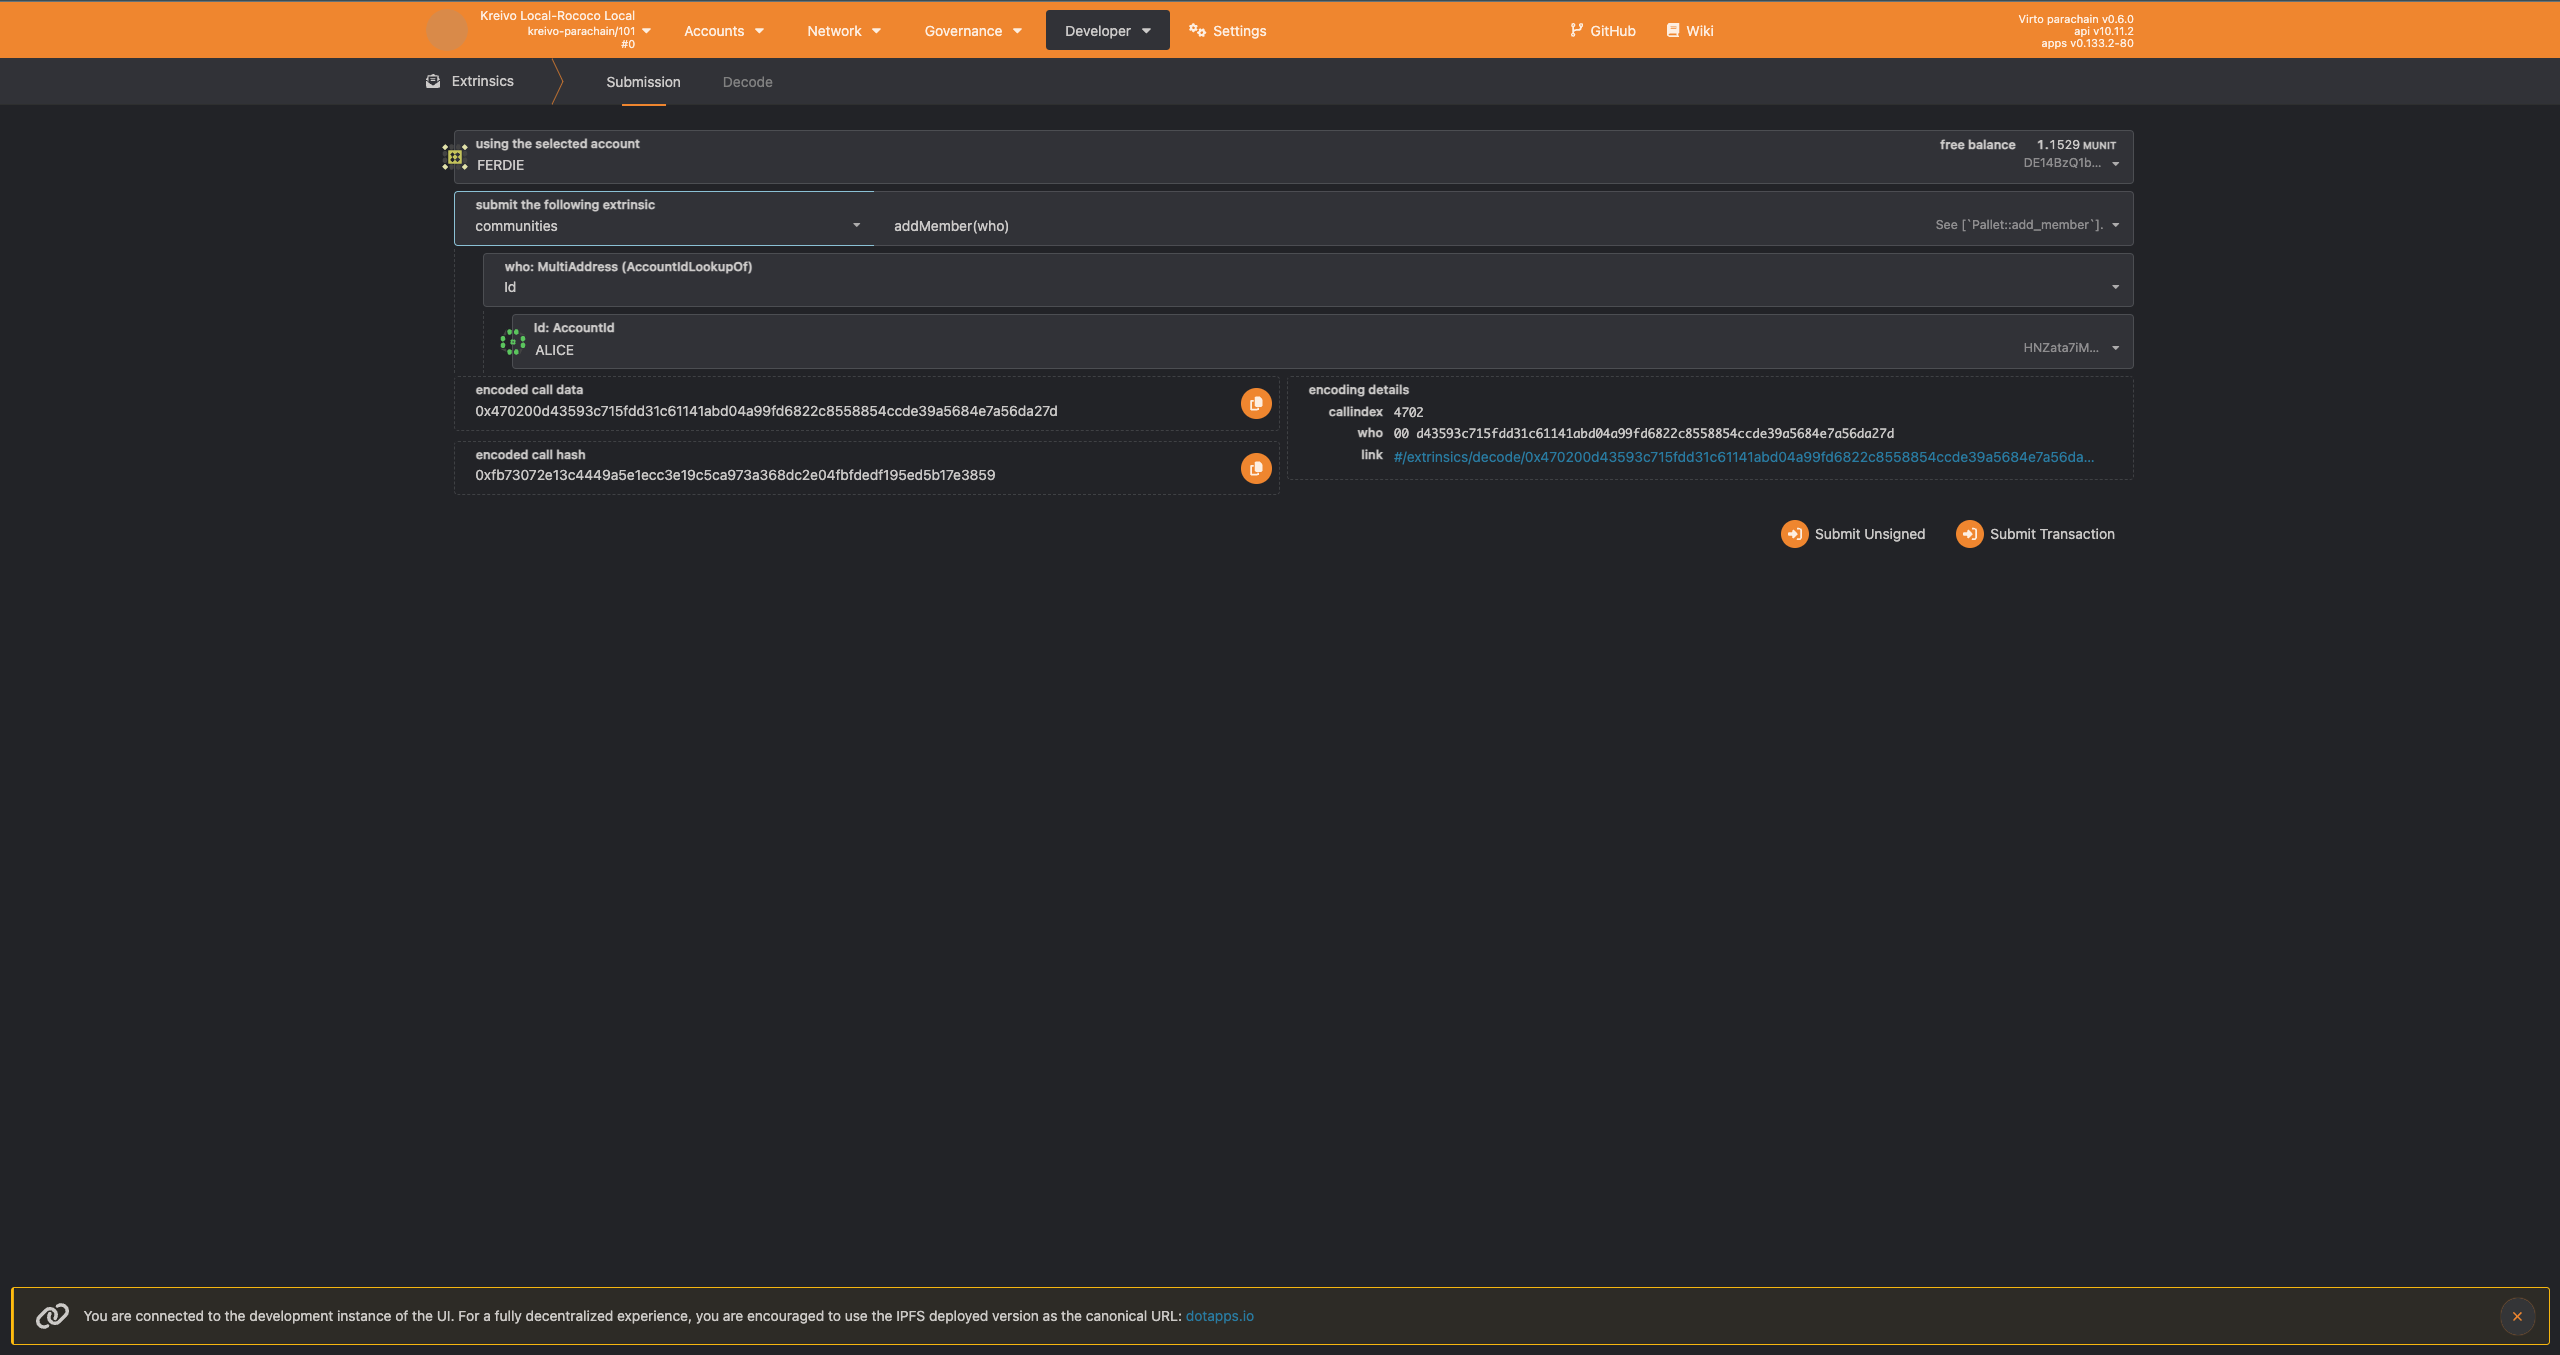 Kreivo Local-Rococo Local
kreivo-parachain/101
#0
Accounts
Network
Governance
Developer
Settings
GitHub
Wiki
Virto parachain v0.6.0
api v10.11.2
apps v0.133.2-80
Extrinsics
Submission
Decode
using the selected account
FERDIE
free balance 1.1529 MUNIT
DE14BzQ1b...
submit the following extrinsic
communities
addMember(who)
See [`Pallet::add_member`].
who: MultiAddress (AccountIdLookupOf)
Id
Id: AccountId
ALICE
HNZata7iM...
encoded call data
0x470200d43593c715fdd31c61141abd04a99fd6822c8558854ccde39a5684e7a56da27d
encoded call hash
0xfb73072e13c4449a5e1ecc3e19c5ca973a368dc2e04fbfdedf195ed5b17e3859
encoding details
callindex 4702
who 00 d43593c715fdd31c61141abd04a99fd6822c8558854ccde39a5684e7a56da27d
link #/extrinsics/decode/0x470200d43593c715fdd31c61141abd04a99fd6822c8558854ccde39a5684e7a56da...
Submit Unsigned
Submit Transaction
You are connected to the development instance of the UI. For a fully decentralized experience, you are encouraged to use the IPFS deployed version as the canonical URL: dotapps.io